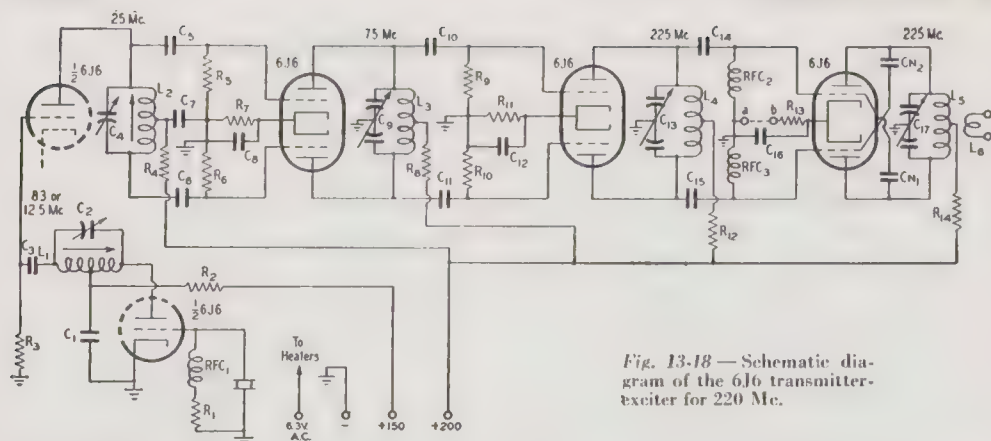 25 Mc.
½ 6J6
C4
L2
C5
C7
R4
C6
R5
R7
C8
R6
6J6
75 Mc
C9
L3
R8
C10
C11
R9
R11
C12
R10
6J6
225 Mc
C13
L4
R12
C14
C15
RFC2
a
b
R13
C16
RFC3
6J6
225 Mc.
CN2
C17
CN1
L5
L6
R14
8.3 or
12.5 Mc
C2
C3
L1
R3
C1
R2
½ 6J6
RFC1
R1
To
Heaters
6.3V.
A.C.
-
+150
+200
Fig. 13-18 — Schematic dia-
gram of the 6J6 transmitter-
exciter for 220 Mc.